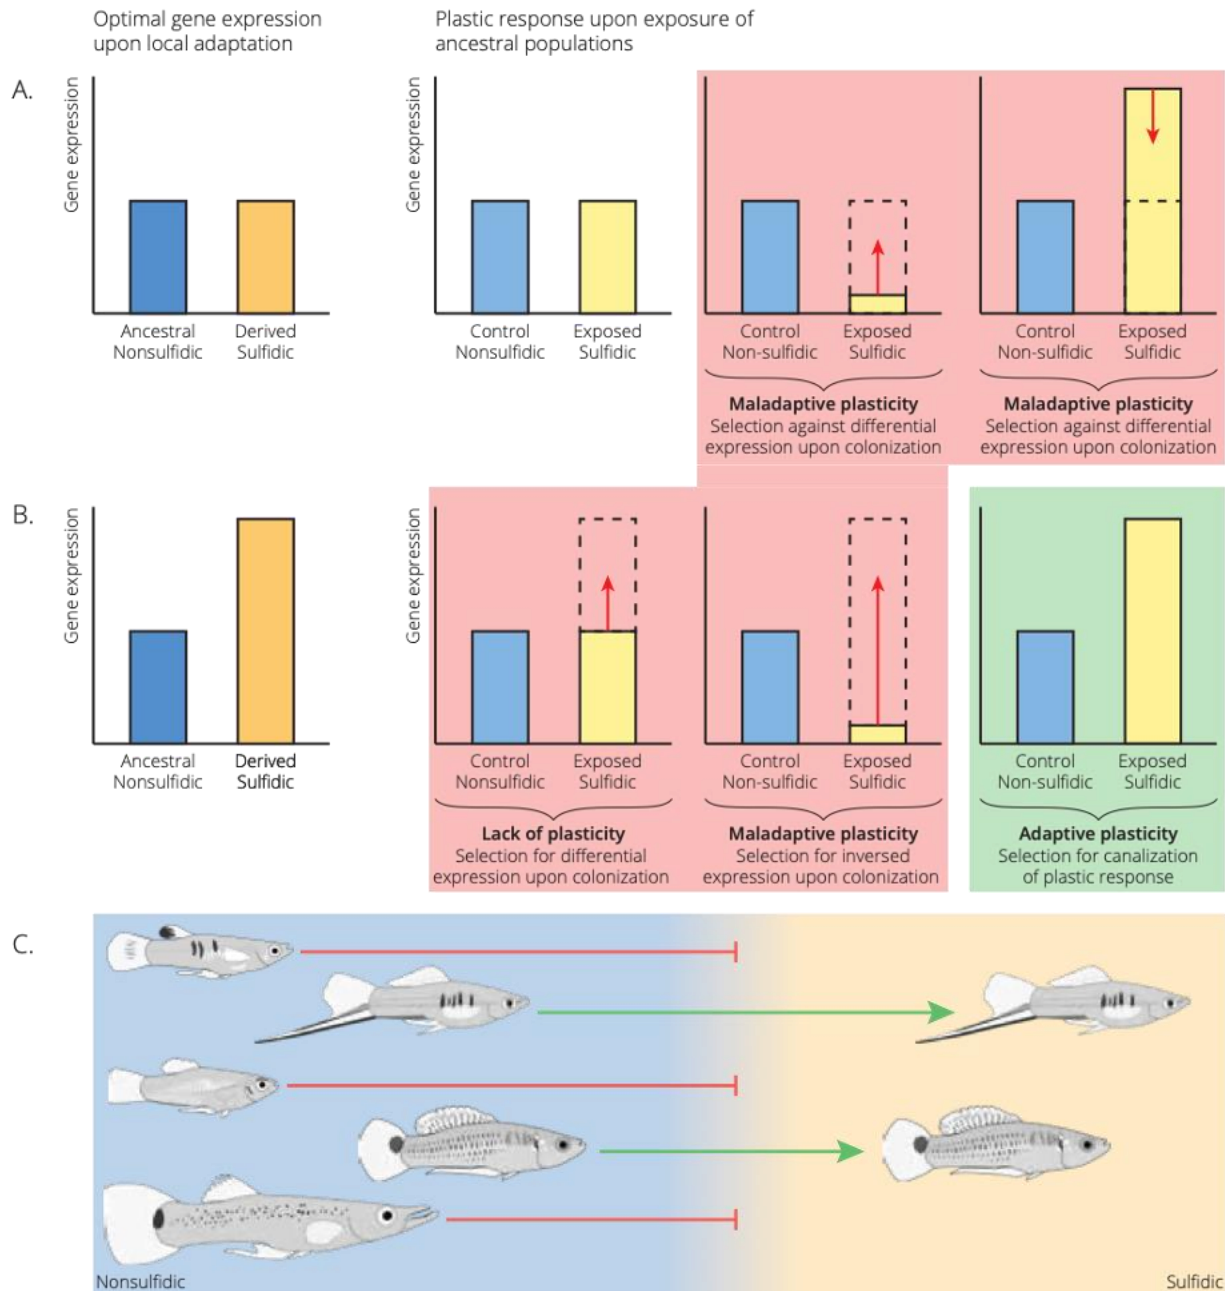 Optimal gene expression
upon local adaptation
Plastic response upon exposure of
ancestral populations
A.
Gene expression
Ancestral
Nonsulfidic
Derived
Sulfidic
Gene expression
Control
Nonsulfidic
Exposed
Sulfidic
Control
Non-sulfidic
Exposed
Sulfidic
Maladaptive plasticity
Selection against differential
expression upon colonization
Control
Non-sulfidic
Exposed
Sulfidic
Maladaptive plasticity
Selection against differential
expression upon colonization
B.
Gene expression
Ancestral
Nonsulfidic
Derived
Sulfidic
Gene expression
Control
Nonsulfidic
Exposed
Sulfidic
Lack of plasticity
Selection for differential
expression upon colonization
Control
Non-sulfidic
Exposed
Sulfidic
Maladaptive plasticity
Selection for inversed
expression upon colonization
Control
Non-sulfidic
Exposed
Sulfidic
Adaptive plasticity
Selection for canalization
of plastic response
C.
Nonsulfidic
Sulfidic